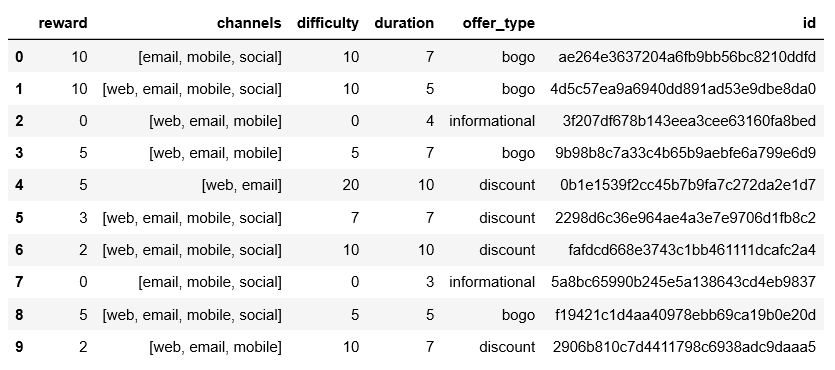 reward channels difficulty duration offer_type id
0 10 [email, mobile, social] 10 7 bogo ae264e3637204a6fb9bb56bc8210ddfd
1 10 [web, email, mobile, social] 10 5 bogo 4d5c57ea9a6940dd891ad53e9dbe8da0
2 0 [web, email, mobile] 0 4 informational 3f207df678b143eea3cee63160fa8bed
3 5 [web, email, mobile] 5 7 bogo 9b98b8c7a33c4b65b9aebfe6a799e6d9
4 5 [web, email] 20 10 discount 0b1e1539f2cc45b7b9fa7c272da2e1d7
5 3 [web, email, mobile, social] 7 7 discount 2298d6c36e964ae4a3e7e9706d1fb8c2
6 2 [web, email, mobile, social] 10 10 discount fafdcd668e3743c1bb461111dcafc2a4
7 0 [email, mobile, social] 0 3 informational 5a8bc65990b245e5a138643cd4eb9837
8 5 [web, email, mobile, social] 5 5 bogo f19421c1d4aa40978ebb69ca19b0e20d
9 2 [web, email, mobile] 10 7 discount 2906b810c7d4411798c6938adc9daaa5